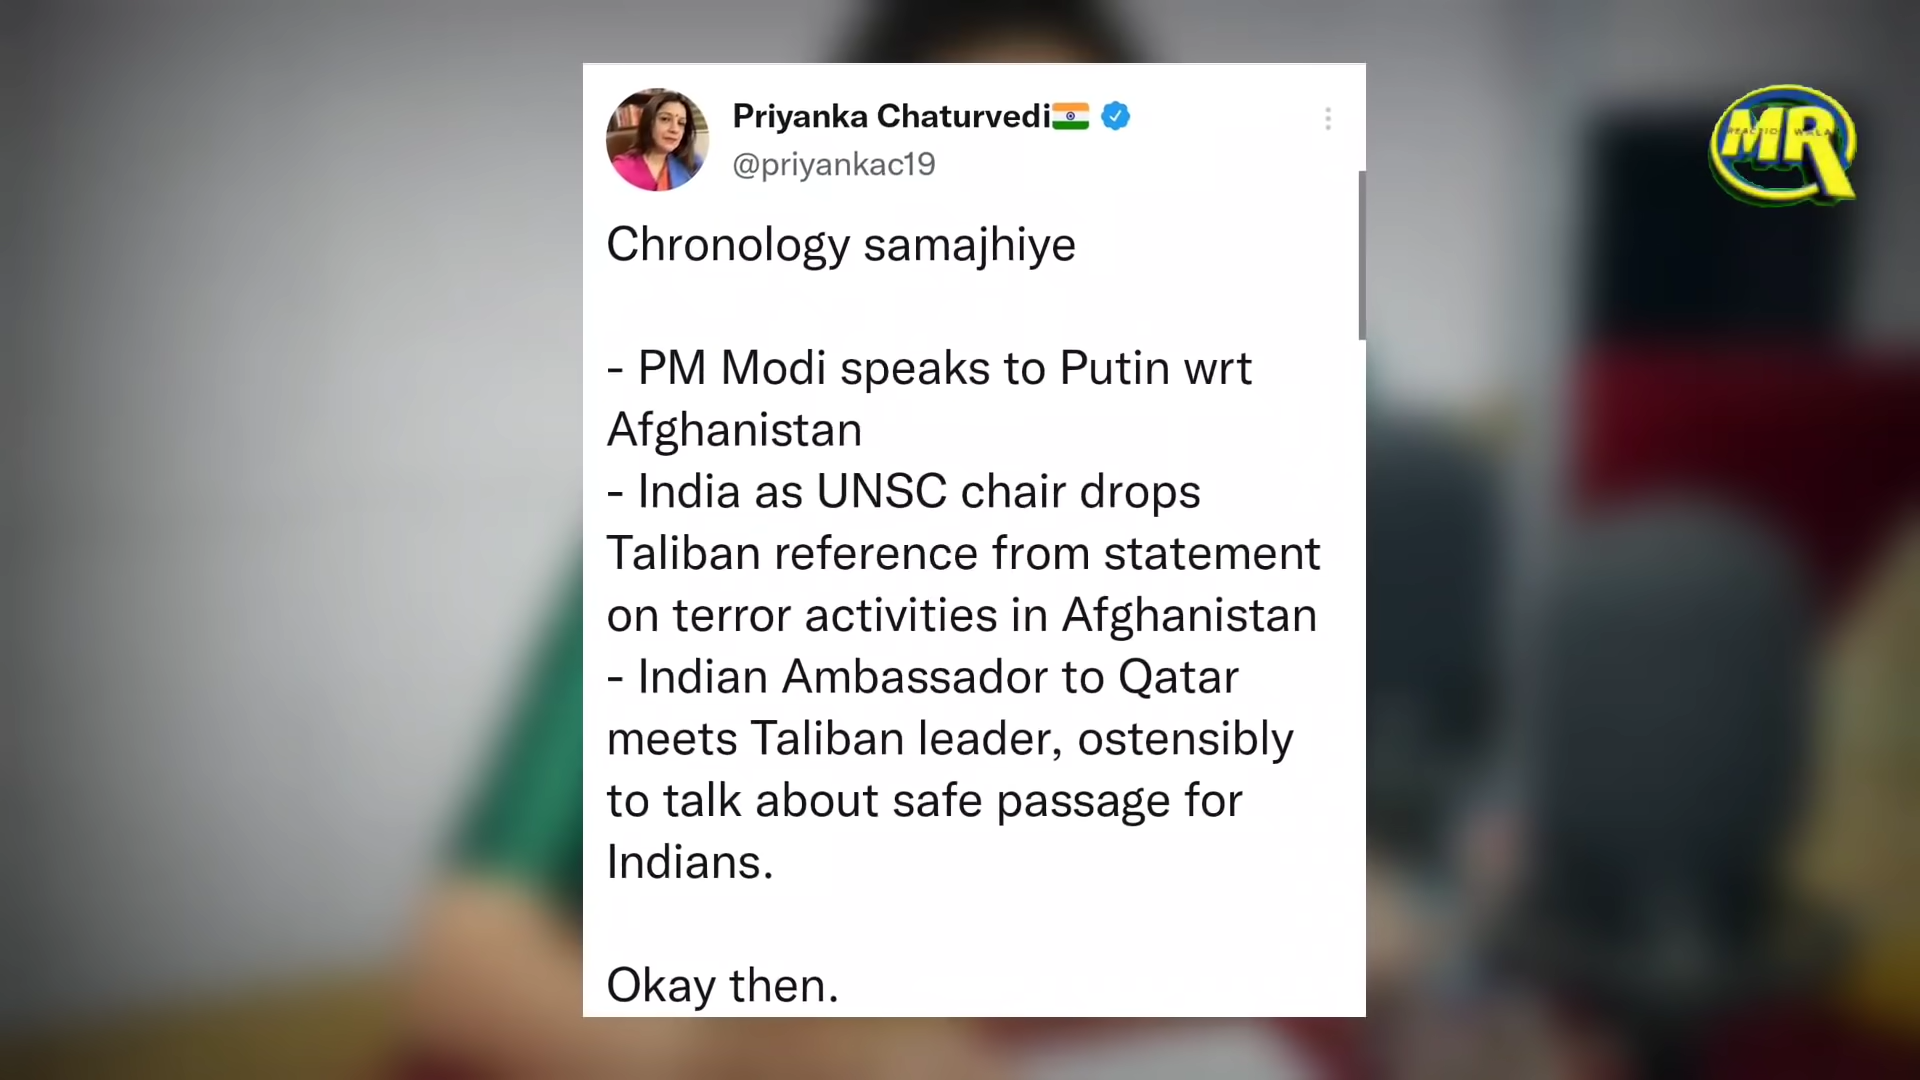 Priyanka Chaturvedi🇮🇳
@priyankac19
MR
REACTION WALA
Chronology samajhiye
- PM Modi speaks to Putin wrt
Afghanistan
- India as UNSC chair drops
Taliban reference from statement
on terror activities in Afghanistan
- Indian Ambassador to Qatar
meets Taliban leader, ostensibly
to talk about safe passage for
Indians.
Okay then.